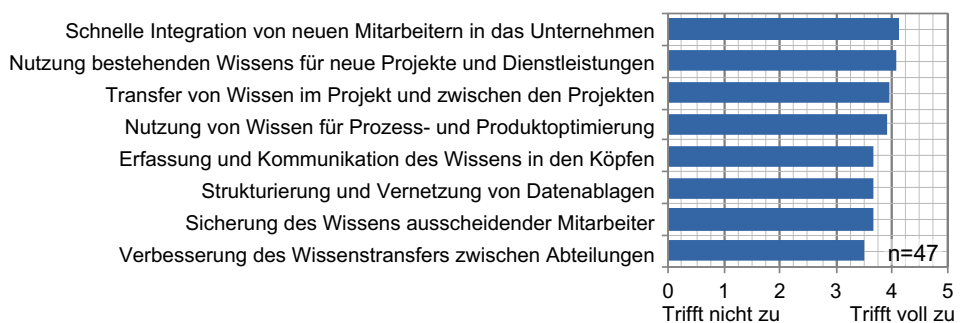 Schnelle Integration von neuen Mitarbeitern in das Unternehmen
Nutzung bestehenden Wissens für neue Projekte und Dienstleistungen
Transfer von Wissen im Projekt und zwischen den Projekten
Nutzung von Wissen für Prozess- und Produktoptimierung
Erfassung und Kommunikation des Wissens in den Köpfen
Strukturierung und Vernetzung von Datenablagen
Sicherung des Wissens ausscheidender Mitarbeiter
Verbesserung des Wissenstransfers zwischen Abteilungen
n=47
0 1 2 3 4 5
Trifft nicht zu Trifft voll zu